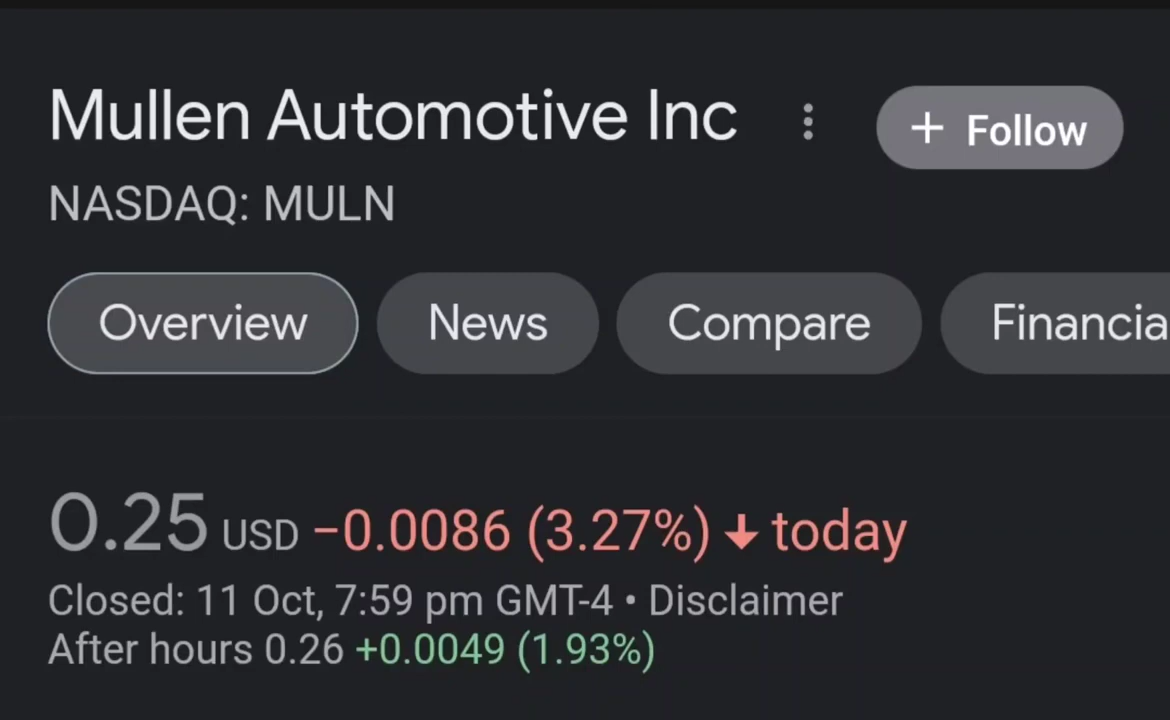 Mullen Automotive Inc
+ Follow
NASDAQ: MULN
Overview News Compare Financia
0.25 USD −0.0086 (3.27%) ↓ today
Closed: 11 Oct, 7:59 pm GMT-4 • Disclaimer
After hours 0.26 +0.0049 (1.93%)